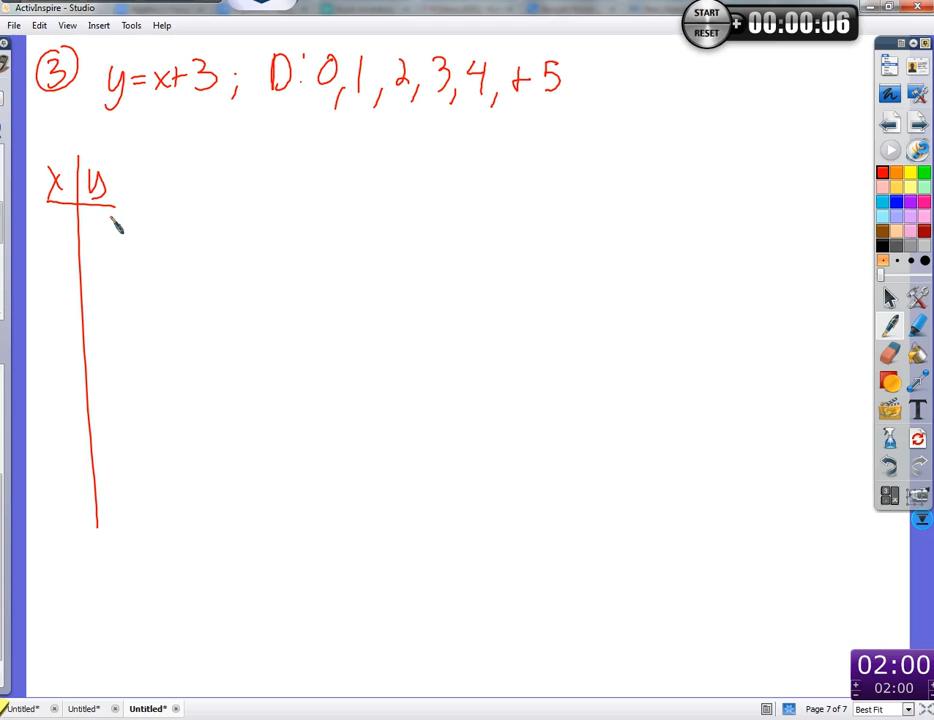 ActivInspire - Studio
File Edit View Insert Tools Help
START
RESET
+00:00:06
③ y=x+3; D: 0, 1, 2, 3, 4, + 5
x y
T
02:00
02:00
Untitled* Untitled* Untitled*
Page 7 of 7 Best Fit